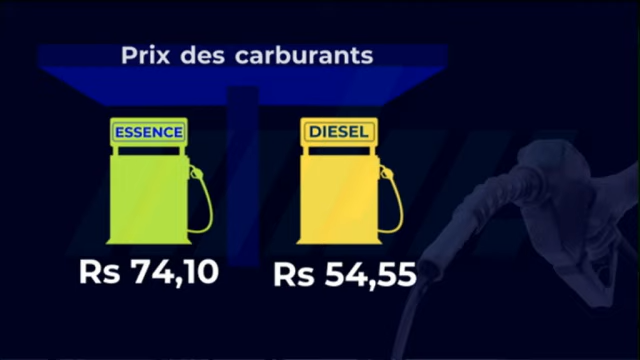 Prix des carburants
ESSENCE
DIESEL
Rs 74,10
Rs 54,55